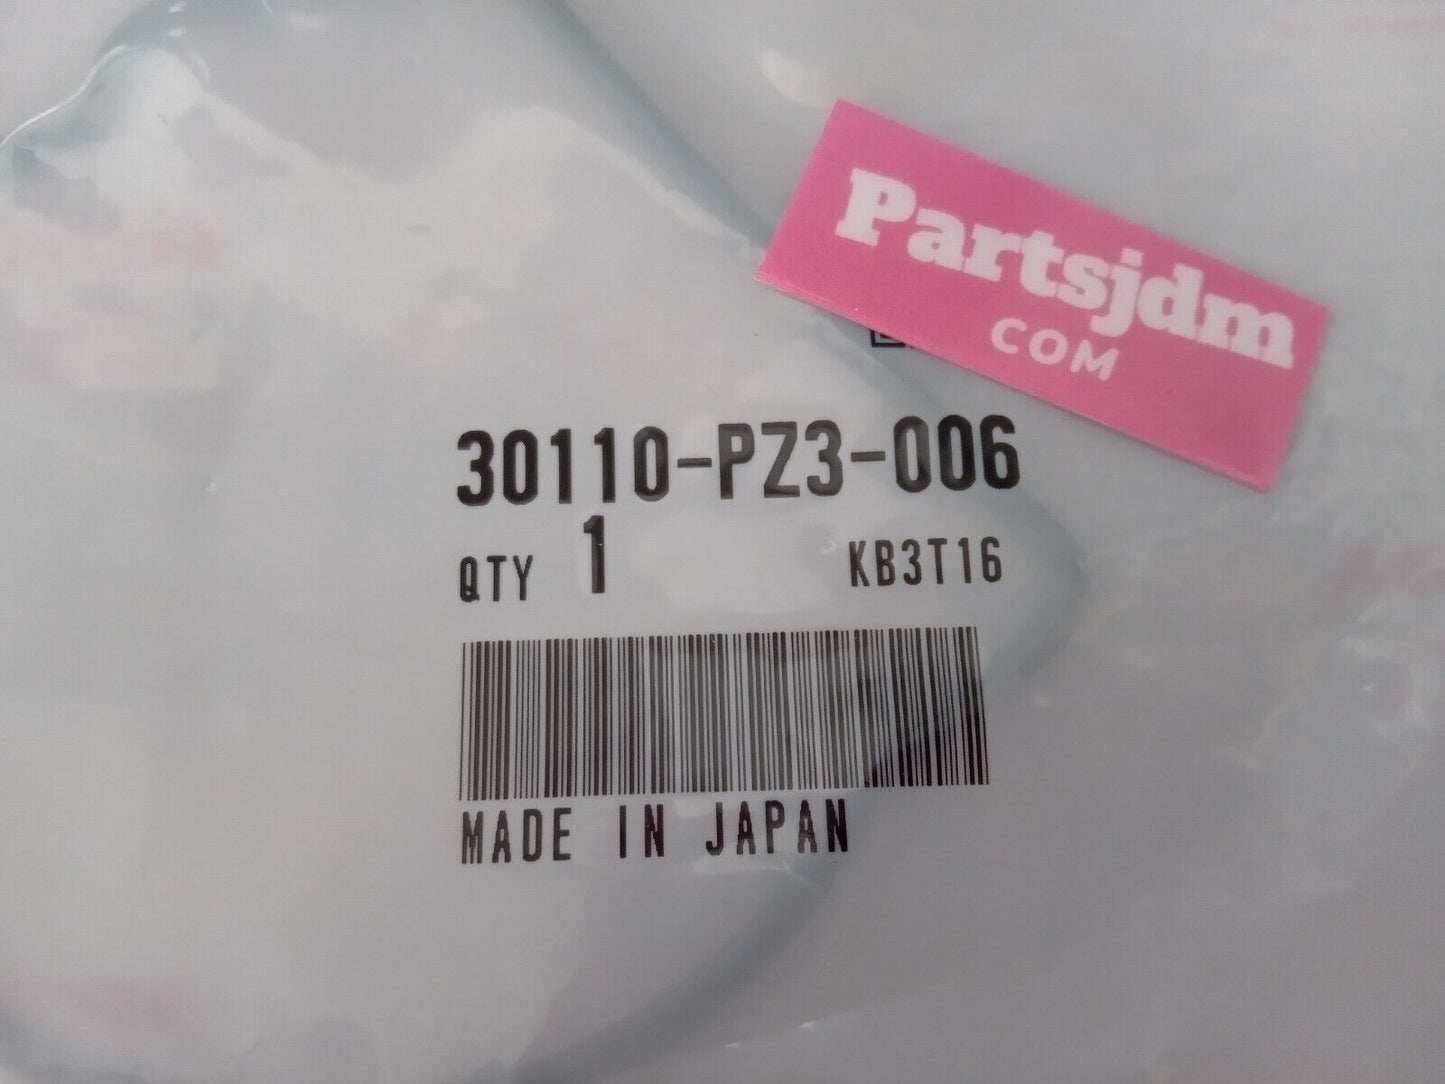 Partsjdm
COM
30110-PZ3-006
QTY 1 KB3T16
MADE IN JAPAN